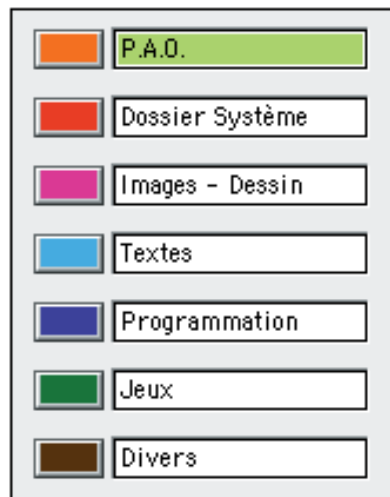 P.A.O.
Dossier Système
Images - Dessin
Textes
Programmation
Jeux
Divers